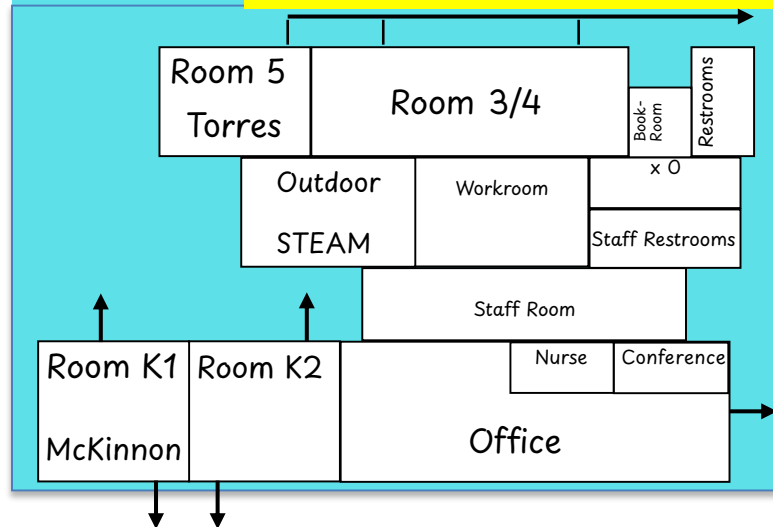 Room 5
Torres
Room 3/4
Book-
Room
Restrooms
Outdoor
STEAM
Workroom
x 0
Staff Restrooms
Staff Room
Room K1
McKinnon
Room K2
Nurse
Conference
Office